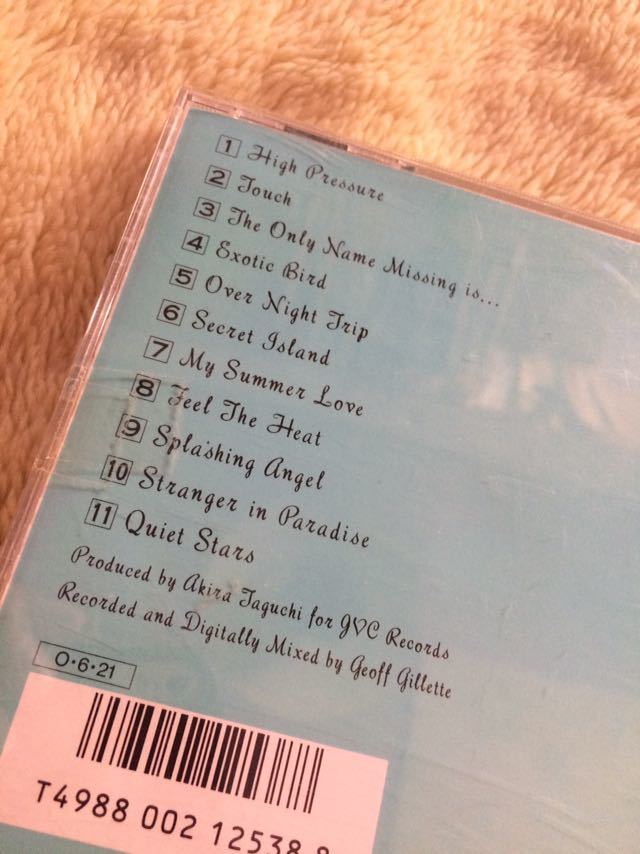 1 High Pressure
2 Touch
3 The Only Name Missing is...
4 Exotic Bird
5 Over Night Trip
6 Secret Island
7 My Summer Love
8 Feel The Heat
9 Splashing Angel
10 Stranger in Paradise
11 Quiet Stars
Produced by Akira Taguchi for JVC Records
Recorded and Digitally Mixed by Geoff Gillette
O·6·21
T4988 002 12538